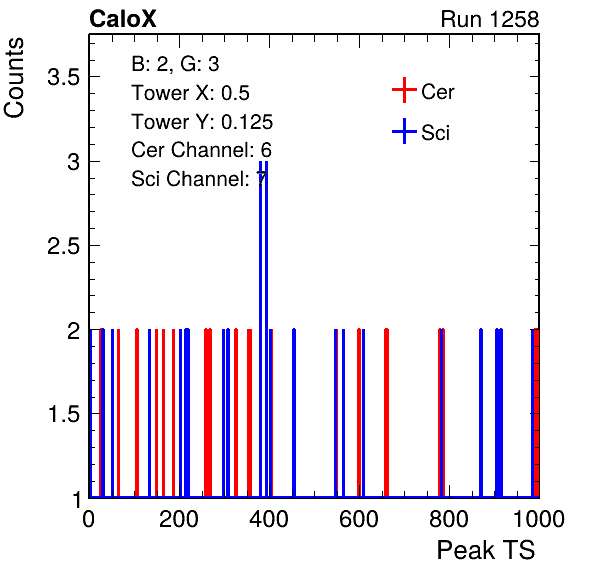 CaloX Run 1258
Counts
3.5
3
2.5
2
1.5
1
B: 2, G: 3
Tower X: 0.5
Tower Y: 0.125
Cer Channel: 6
Sci Channel: 7
Cer
Sci
0 200 400 600 800 1000
Peak TS